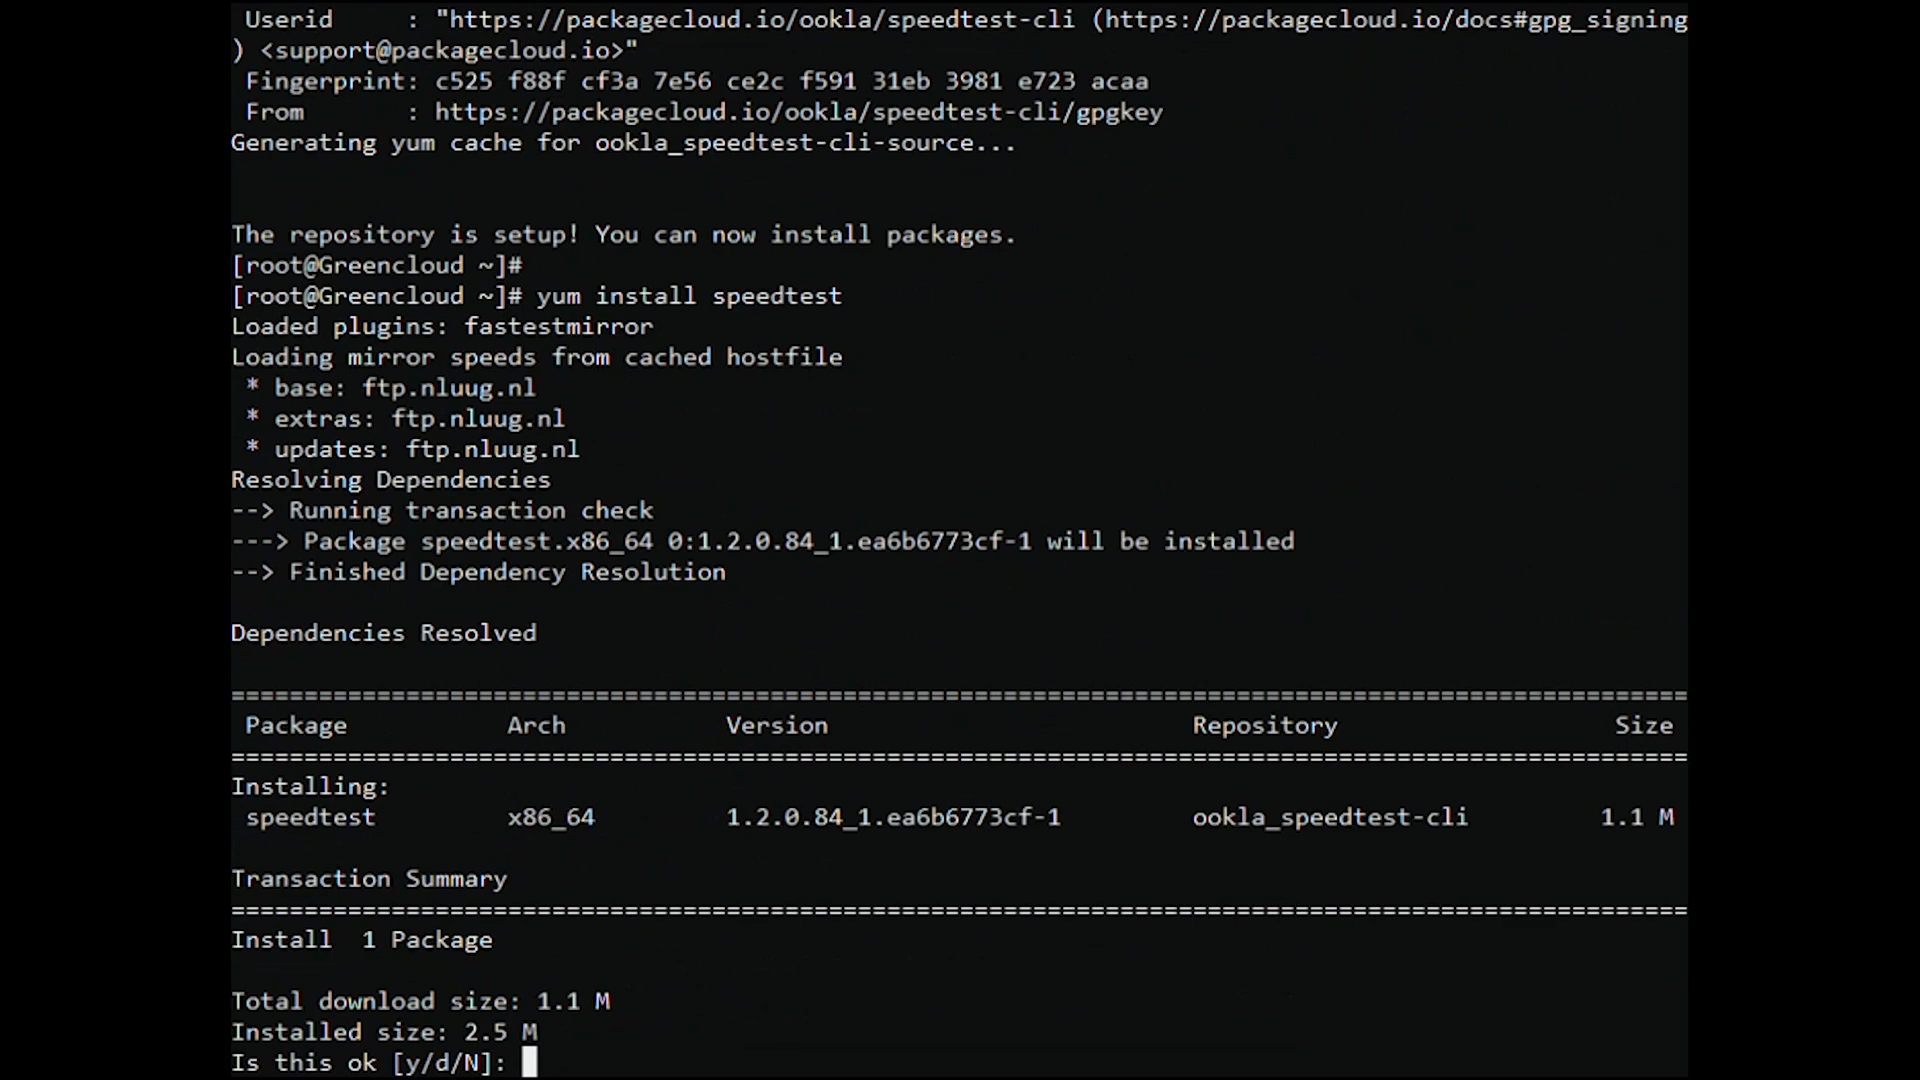 Userid      : "https://packagecloud.io/ookla/speedtest-cli (https://packagecloud.io/docs#gpg_signing
) <support@packagecloud.io>"
Fingerprint: c525 f88f cf3a 7e56 ce2c f591 31eb 3981 e723 acaa
From       : https://packagecloud.io/ookla/speedtest-cli/gpgkey
Generating yum cache for ookla_speedtest-cli-source...
The repository is setup! You can now install packages.
[root@Greencloud ~]#
[root@Greencloud ~]# yum install speedtest
Loaded plugins: fastestmirror
Loading mirror speeds from cached hostfile
 * base: ftp.nluug.nl
 * extras: ftp.nluug.nl
 * updates: ftp.nluug.nl
Resolving Dependencies
--> Running transaction check
---> Package speedtest.x86_64 0:1.2.0.84_1.ea6b6773cf-1 will be installed
--> Finished Dependency Resolution
Dependencies Resolved
====================================================================================================
Package           Arch           Version                         Repository                   Size
====================================================================================================
Installing:
speedtest         x86_64         1.2.0.84_1.ea6b6773cf-1         ookla_speedtest-cli         1.1 M
Transaction Summary
====================================================================================================
Install  1 Package
Total download size: 1.1 M
Installed size: 2.5 M
Is this ok [y/d/N]: